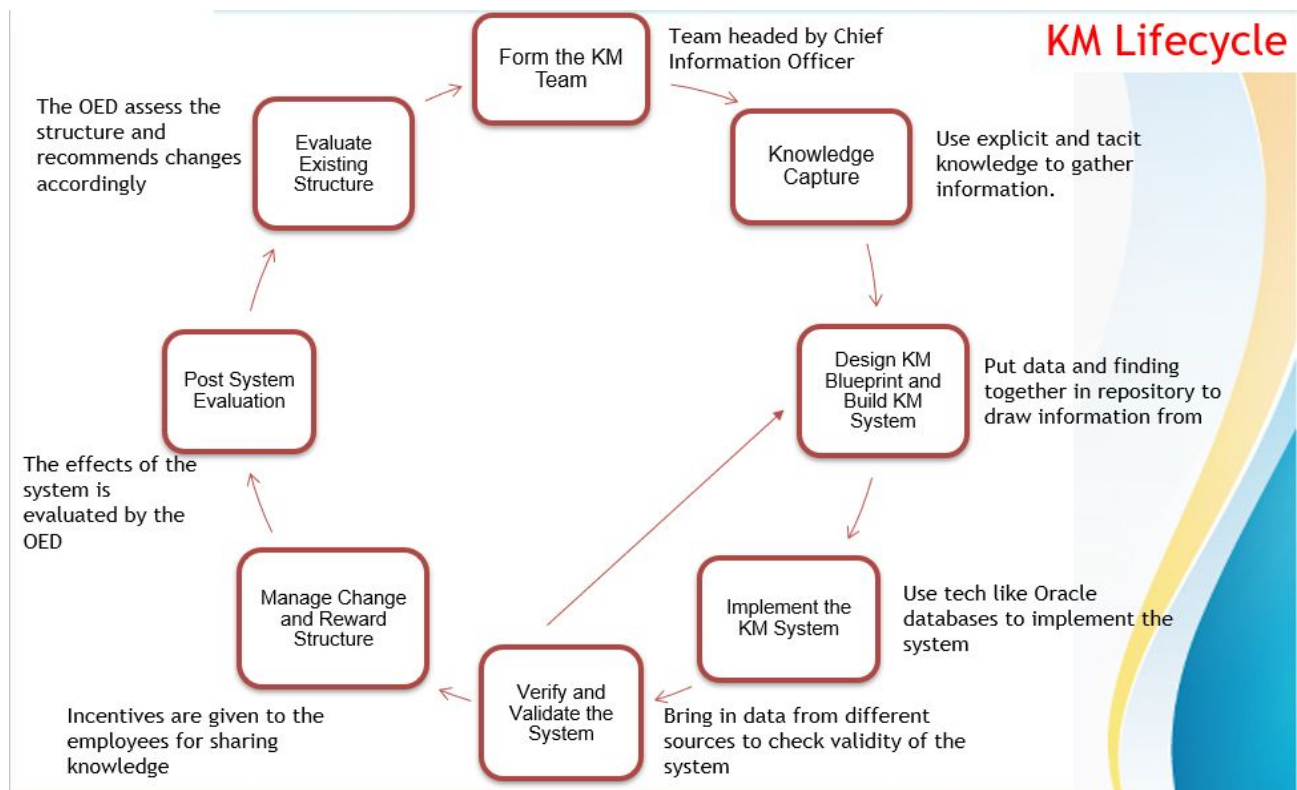 KM Lifecycle
Form the KM
Team
Team headed by Chief
Information Officer
Knowledge
Capture
Use explicit and tacit
knowledge to gather
information.
Design KM
Blueprint and
Build KM
System
Put data and finding
together in repository to
draw information from
Implement the
KM System
Use tech like Oracle
databases to implement the
system
Verify and
Validate the
System
Bring in data from different
sources to check validity of the
system
Manage Change
and Reward
Structure
Incentives are given to the
employees for sharing
knowledge
Post System
Evaluation
The effects of the
system is
evaluated by the
OED
Evaluate
Existing
Structure
The OED assess the
structure and
recommends changes
accordingly